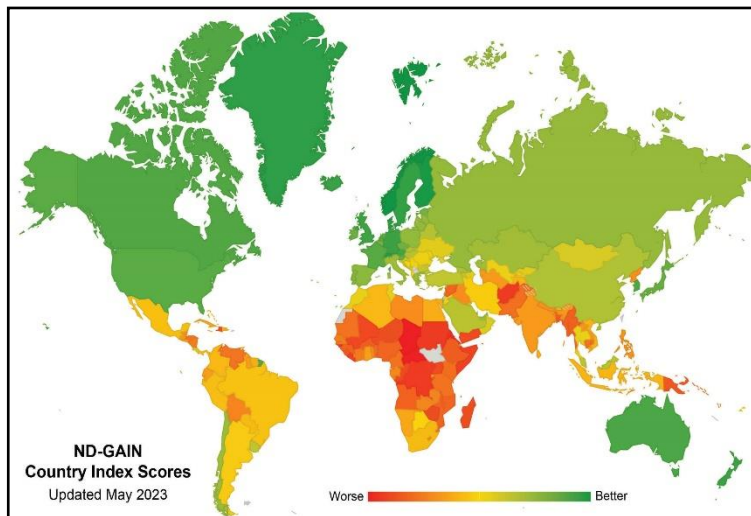 ND-GAIN
Country Index Scores
Updated May 2023
Worse Better